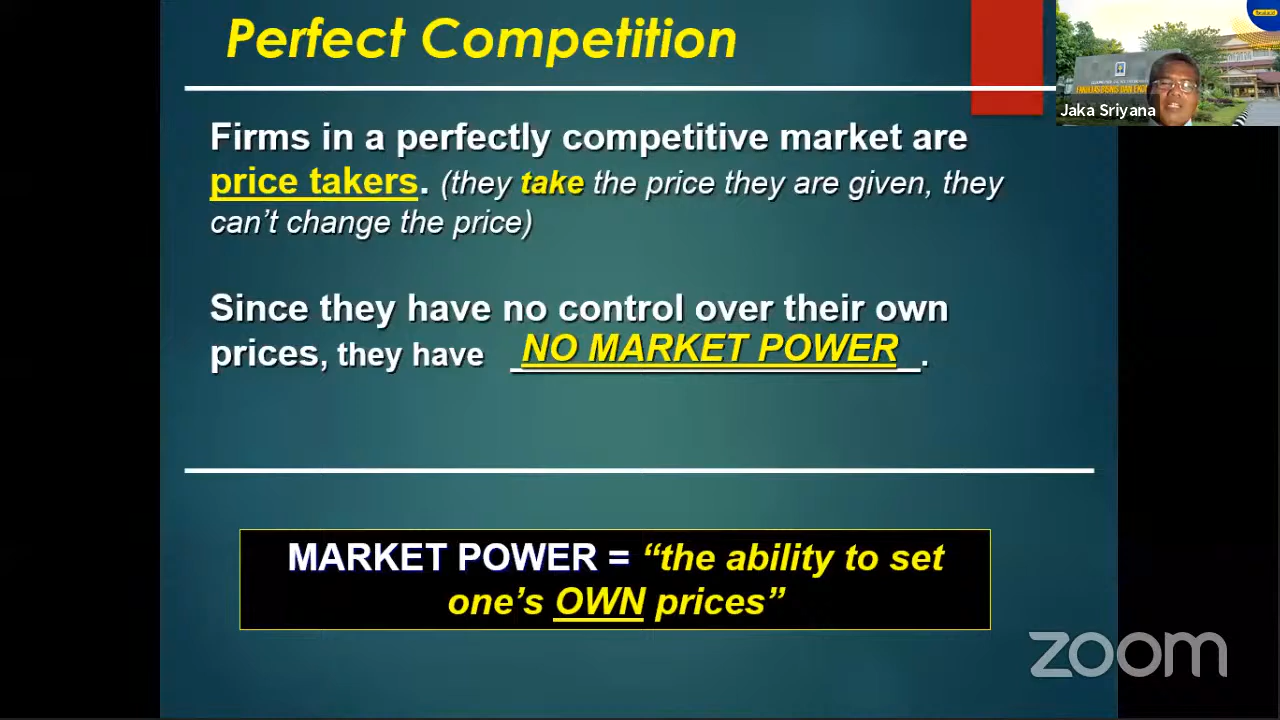 Perfect Competition
Firms in a perfectly competitive market are
price takers. (they take the price they are given, they
can't change the price)
Since they have no control over their own
prices, they have NO MARKET POWER.
MARKET POWER = “the ability to set
one's OWN prices”
Jaka Sriyana
zoom